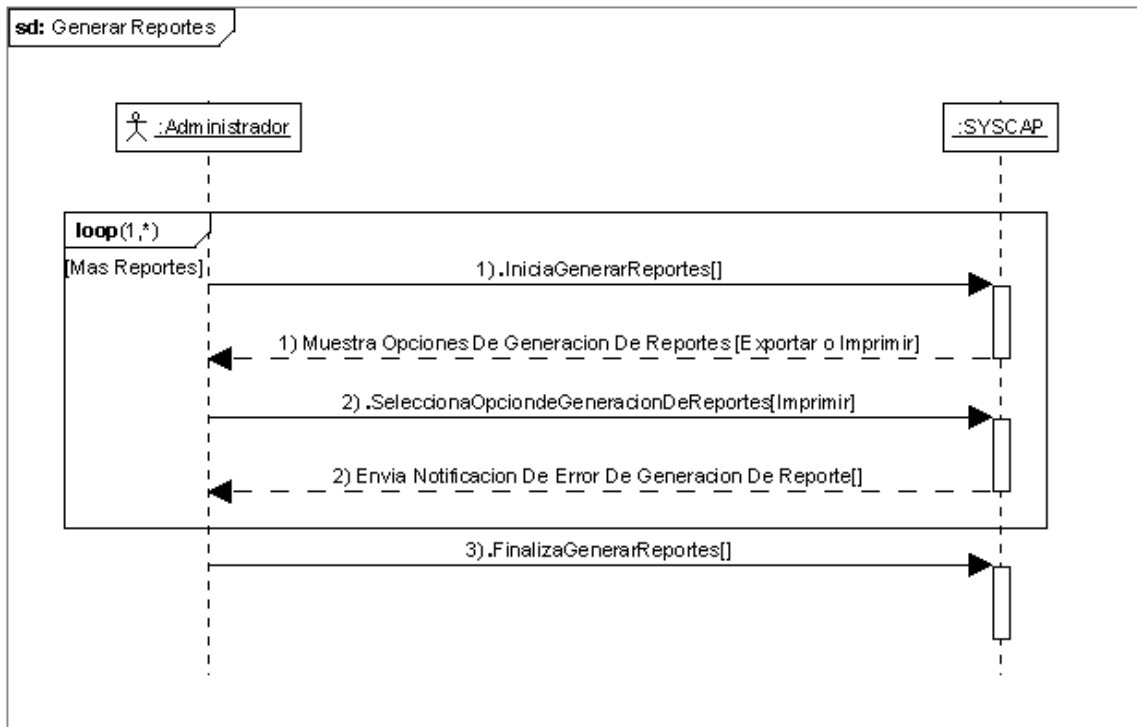 sd: Generar Reportes
:Administrador
:SYSCAP
loop(1,*)
[Mas Reportes]
1).IniciaGenerarReportes[]
1) Muestra Opciones De Generacion De Reportes [Exportar o Imprimir]
2).SeleccionaOpciondeGeneracionDeReportes[Imprimir]
2) Envia Notificacion De Error De Generacion De Reporte[]
3).FinalizaGenerarReportes[]